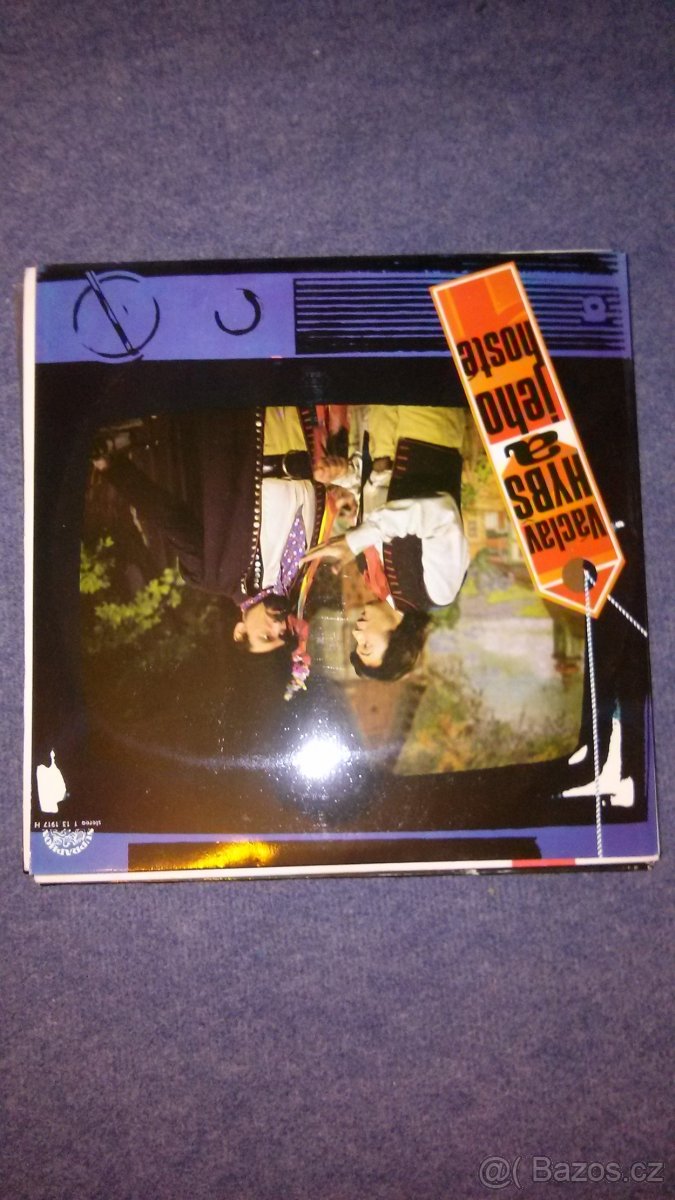 Václav
HYBS
a
jeho
hosté
SUPRAPHON
stereo 1 13 1917 H
@( Bazos.cz